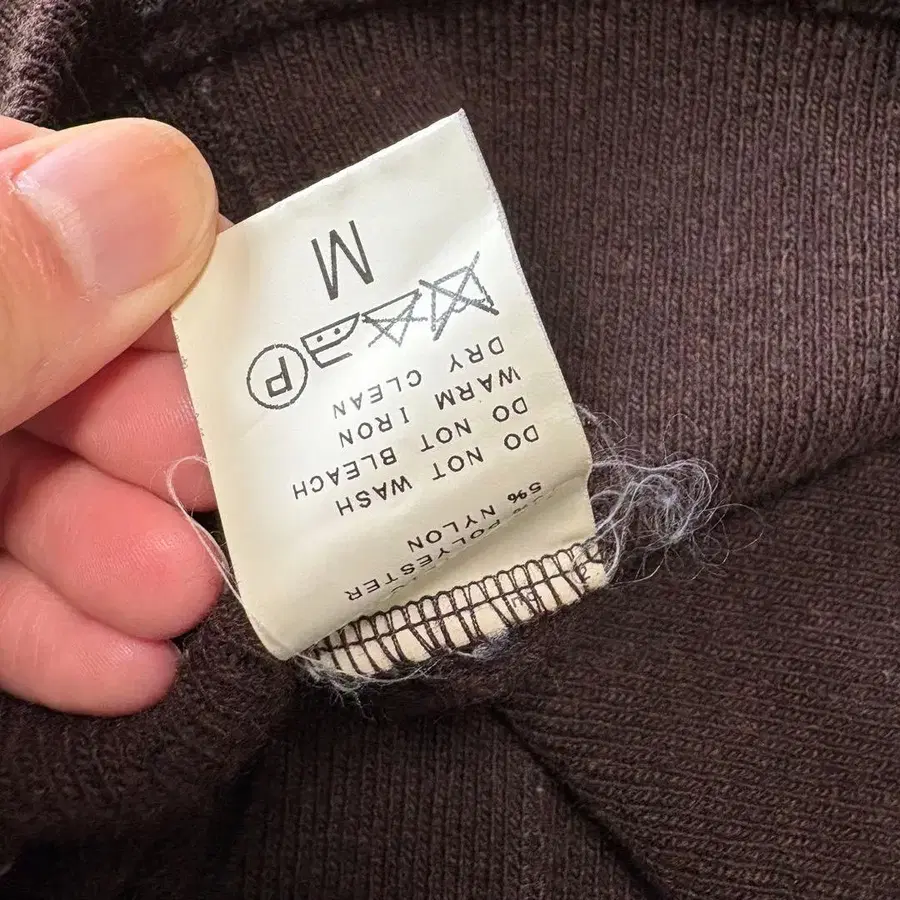 POLYESTER
5% NYLON
DO NOT WASH
DO NOT BLEACH
WARM IRON
DRY CLEAN
P
M